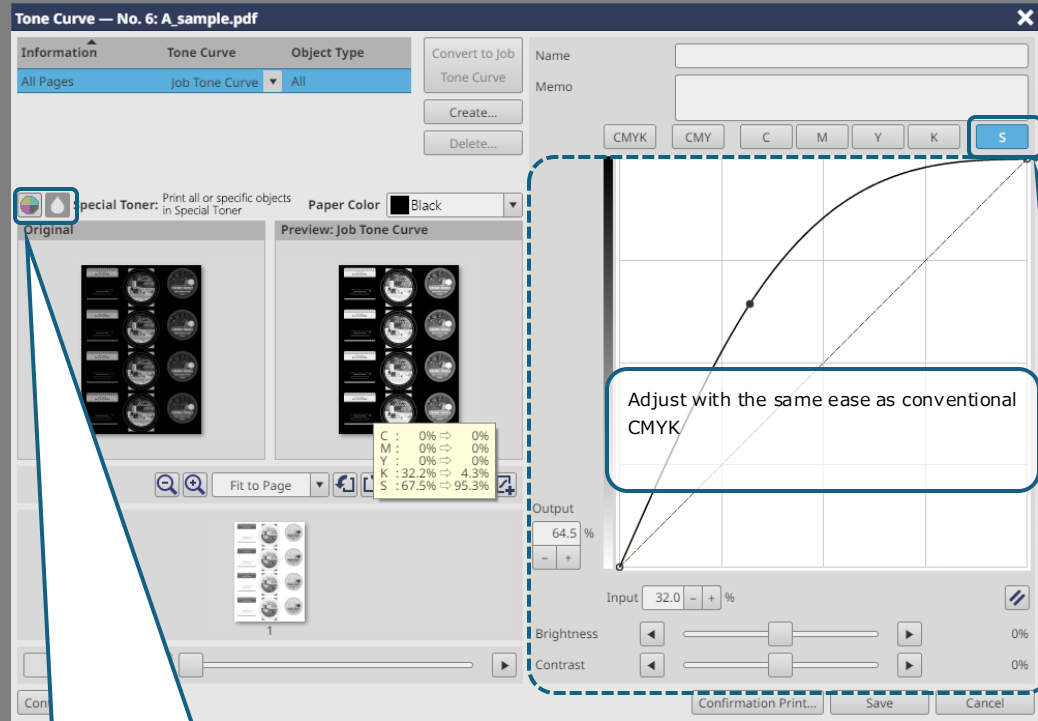 Tone Curve — No. 6: A_sample.pdf
Information Tone Curve Object Type
All Pages Job Tone Curve All
Convert to Job
Tone Curve
Create...
Delete...
Special Toner: Print all or specific objects
in Special Toner
Paper Color Black
Original
Preview: Job Tone Curve
C : 0% ⇨ 0%
M : 0% ⇨ 0%
Y : 0% ⇨ 0%
K : 32.2% ⇨ 4.3%
S : 67.5% ⇨ 95.3%
Fit to Page
1
Name
Memo
CMYK CMY C M Y K S
Adjust with the same ease as conventional
CMYK
Output
64.5 %
- +
Input 32.0 - + %
Brightness 0%
Contrast 0%
Confirmation Print... Save Cancel